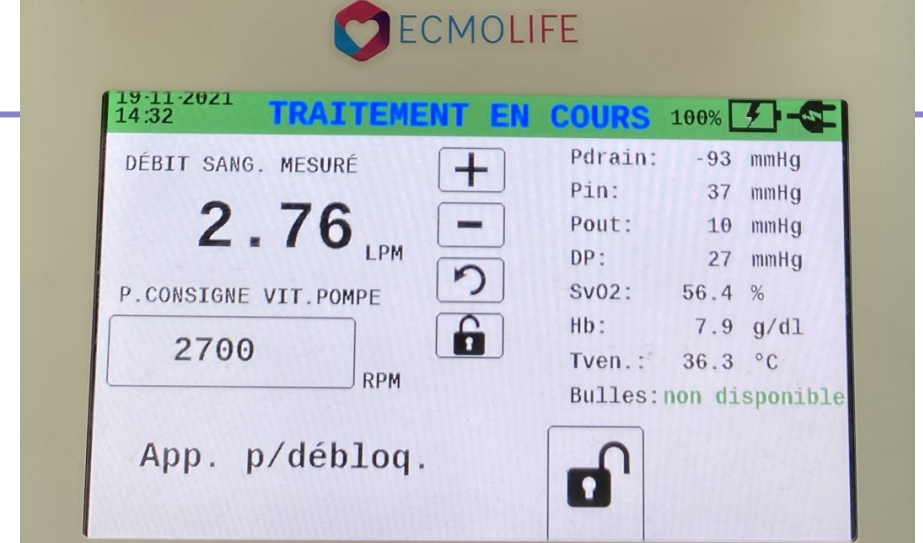 ECMOLIFE
19-11-2021
14:32
TRAITEMENT EN COURS
100%
DÉBIT SANG. MESURÉ
2.76 LPM
P.CONSIGNE VIT.POMPE
2700
RPM
App. p/débloq.
Pdrain: -93 mmHg
Pin: 37 mmHg
Pout: 10 mmHg
DP: 27 mmHg
SvO2: 56.4 %
Hb: 7.9 g/dl
Tven.: 36.3 °C
Bulles: non disponible